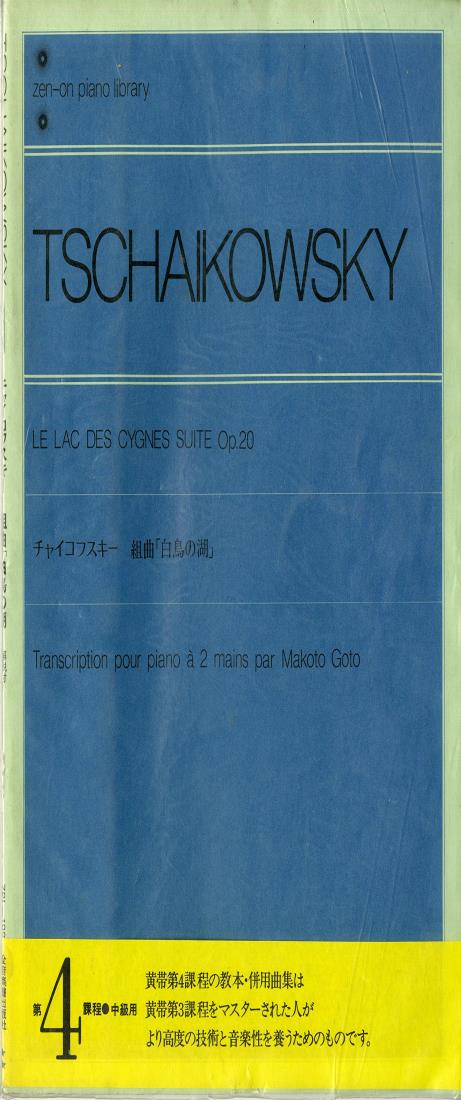 zen-on piano library
TSCHAIKOWSKY
LE LAC DES CYGNES SUITE Op.20
チャイコフスキー 組曲「白鳥の湖」
Transcription pour piano à 2 mains par Makoto Goto
第4課程●中級用
黄帯第4課程の教本・併用曲集は
黄帯第3課程をマスターされた人が
より高度の技術と音楽性を養うためのものです。
TSCHAIKOWSKY